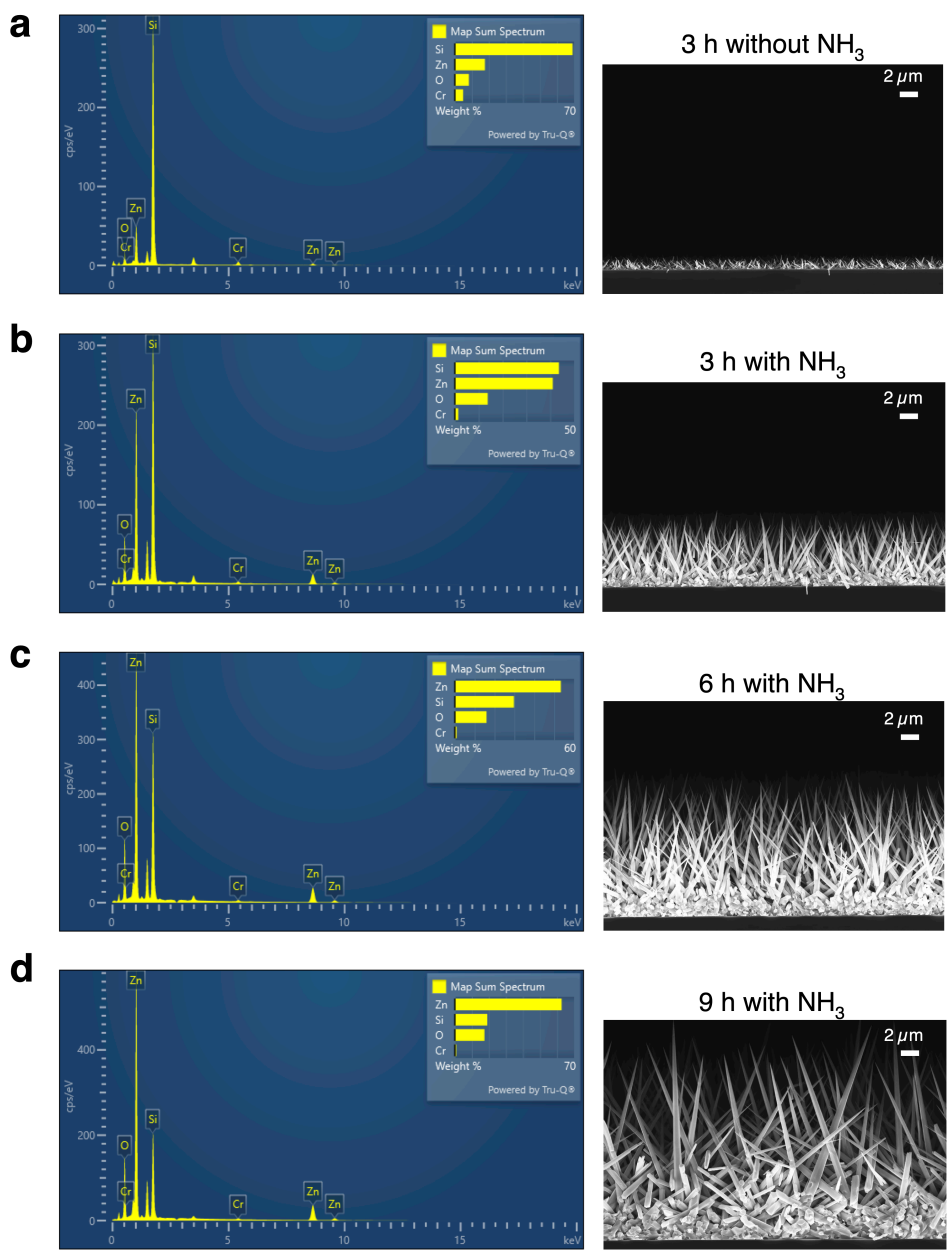 a
3 h without NH3
300
200
100
0
cps/eV
Si
Zn
O
Cr
Cr
Zn
Zn
0
5
10
15
keV
Map Sum Spectrum
Si
Zn
O
Cr
Weight % 70
Powered by Tru-Q®
2 µm
b
3 h with NH3
300
200
100
0
cps/eV
Si
Zn
O
Cr
Cr
Zn
Zn
0
5
10
15
keV
Map Sum Spectrum
Si
Zn
O
Cr
Weight % 50
Powered by Tru-Q®
2 µm
c
6 h with NH3
400
300
200
100
0
cps/eV
Zn
Si
O
Cr
Cr
Zn
Zn
0
5
10
15
keV
Map Sum Spectrum
Zn
Si
O
Cr
Weight % 60
Powered by Tru-Q®
2 µm
d
9 h with NH3
400
200
0
cps/eV
Zn
Si
O
Cr
Cr
Zn
Zn
0
5
10
15
keV
Map Sum Spectrum
Zn
Si
O
Cr
Weight % 70
Powered by Tru-Q®
2 µm